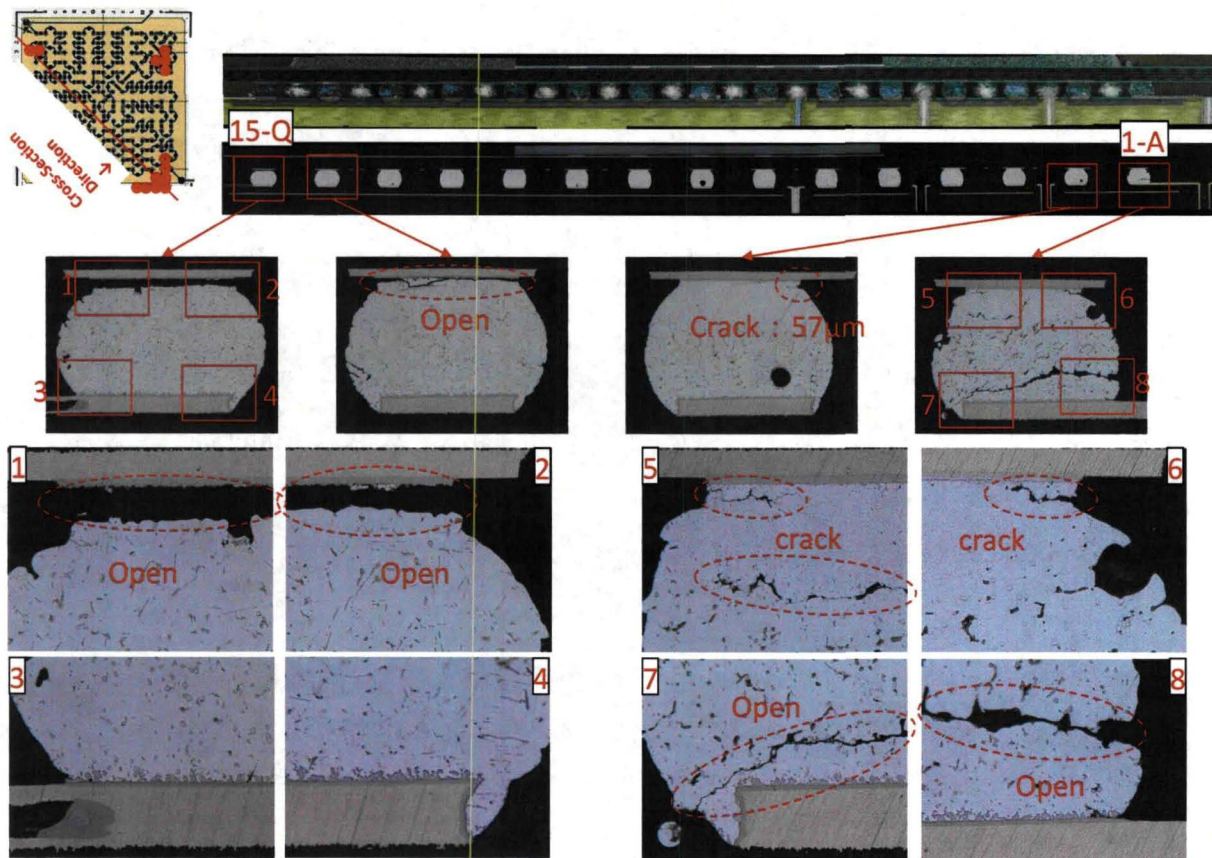 Cross-Section
Direction
15-Q
1-A
1
2
3
4
Open
Crack : 57μm
5
6
7
8
1
2
Open
Open
5
6
crack
crack
3
4
7
8
Open
Open